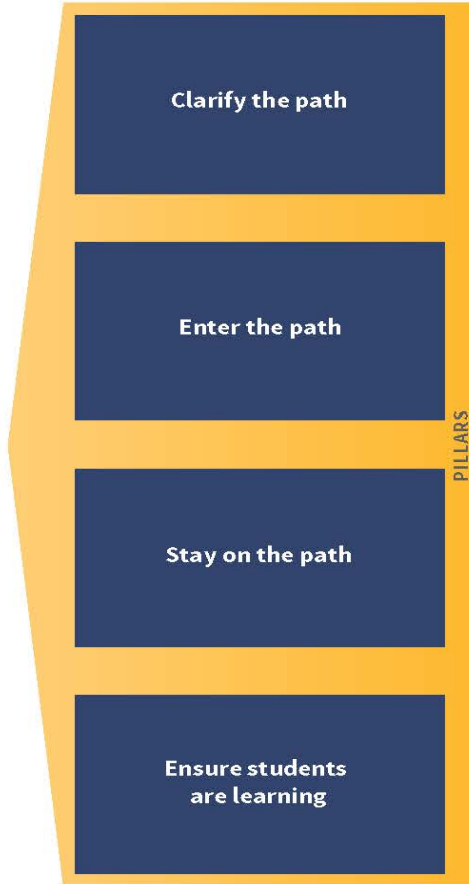 Clarify the path
Enter the path
PILLARS
Stay on the path
Ensure students
are learning